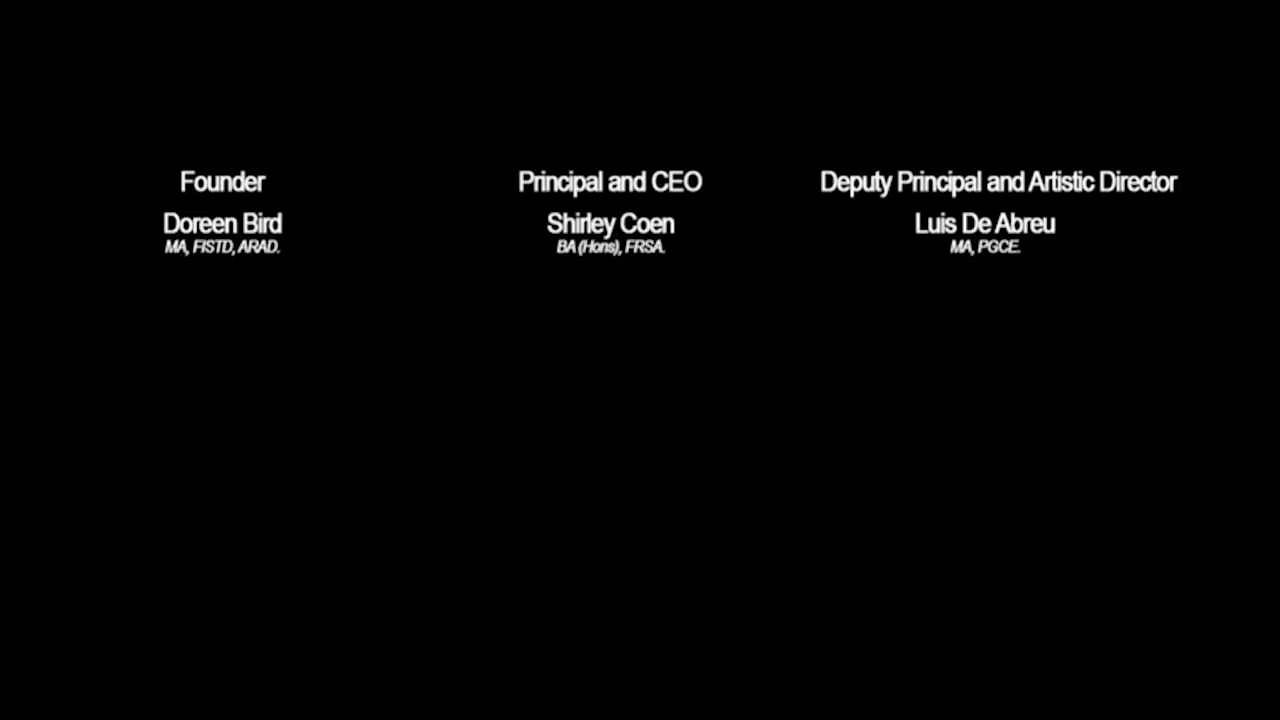 Founder
Doreen Bird
MA, FISTD, ARAD.
Principal and CEO
Shirley Coen
BA (Hons), FRSA.
Deputy Principal and Artistic Director
Luis De Abreu
MA, PGCE.